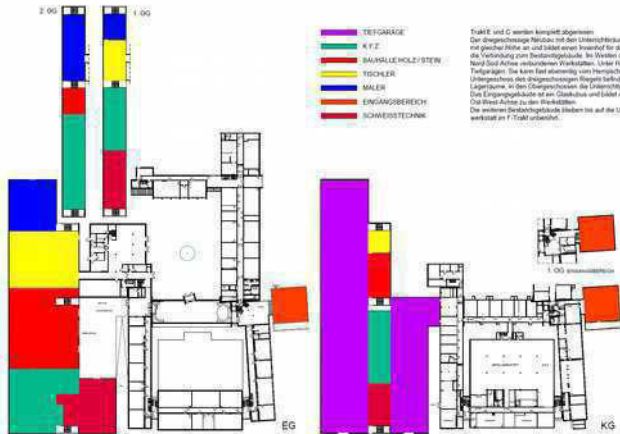 2. OG
1. OG
TIEFGARAGE
K F Z
BAUHALLE HOLZ / STEIN
TISCHLER
MALER
EINGANGSBEREICH
SCHWEISSTECHNIK
Trakt E und C werden komplett abgerissen
Der dreigeschossige Neubau mit den
mit gleicher Höhe an und bildet einen Innenhof für
die Verbindung zum Bestandsgebäude. Im Westen
Nord-Süd-Achse verbundenen Werkstätten. Unter
Tiefgaragen. Sie kann fast ebenerdig vom
Untergeschoss des dreigeschossigen Riegels
Lagerräume, in den Obergeschossen die
Das Eingangsgebäude ist ein Glaskubus und bildet
Ost-West-Achse zu den Werkstätten
Die weiteren Bestandsgebäude bleiben bis auf die
werkstatt im F-Trakt unberührt.
1. OG EINGANGSBEREICH
EG
KG